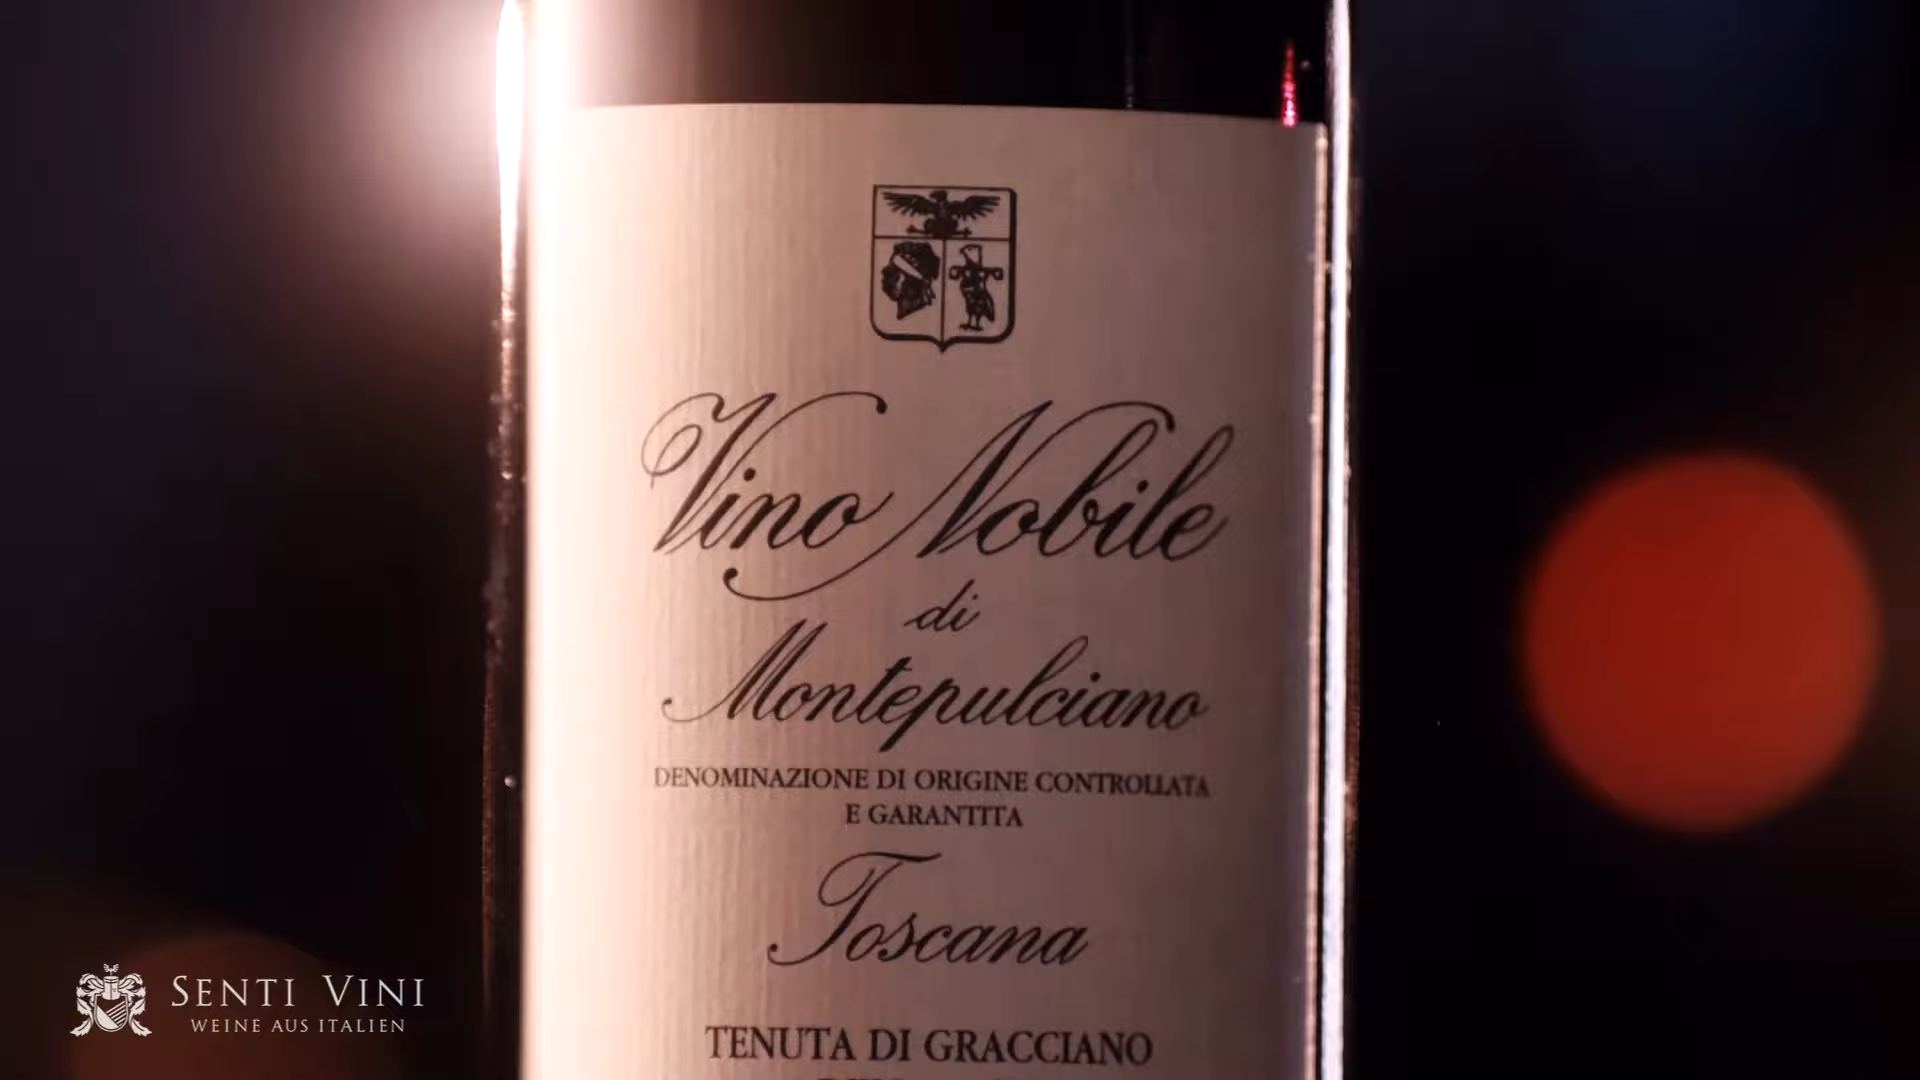 Vino Nobile
di
Montepulciano
DENOMINAZIONE DI ORIGINE CONTROLLATA
E GARANTITA
Toscana
TENUTA DI GRACCIANO
SENTI VINI
WEINE AUS ITALIEN